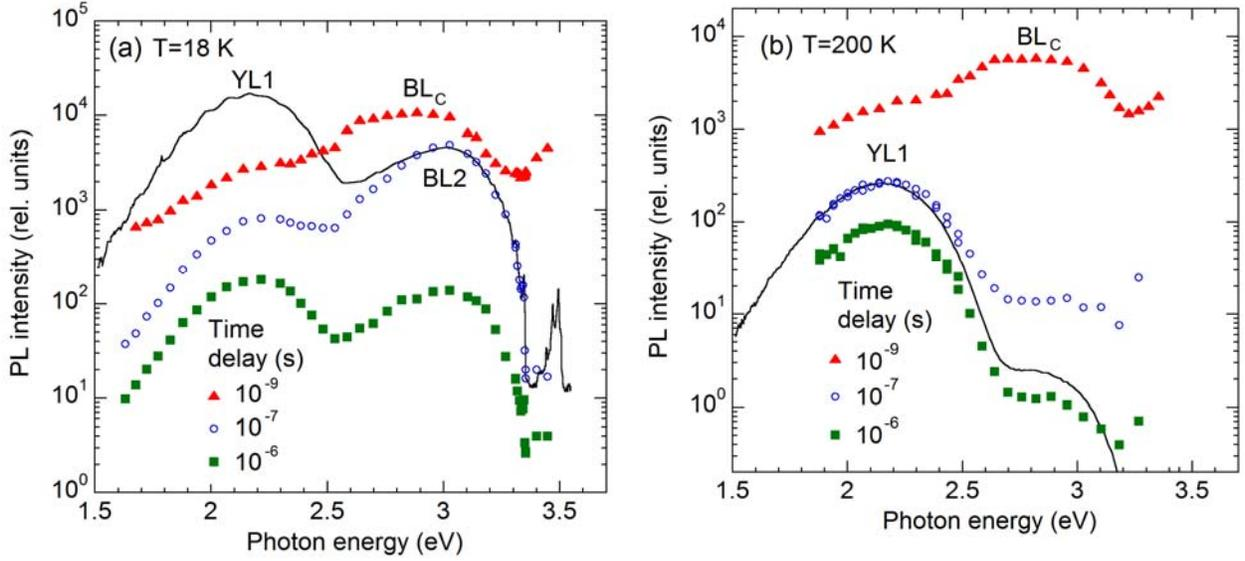 (a) T=18 K
YL1
BL_C
BL2
Time
delay (s)
10^-9
10^-7
10^-6
10^5
10^4
10^3
10^2
10^1
10^0
1.5 2 2.5 3 3.5
Photon energy (eV)
PL intensity (rel. units)
(b) T=200 K
BL_C
YL1
Time
delay (s)
10^-9
10^-7
10^-6
10^4
10^3
10^2
10^1
10^0
1.5 2 2.5 3 3.5
Photon energy (eV)
PL intensity (rel. units)